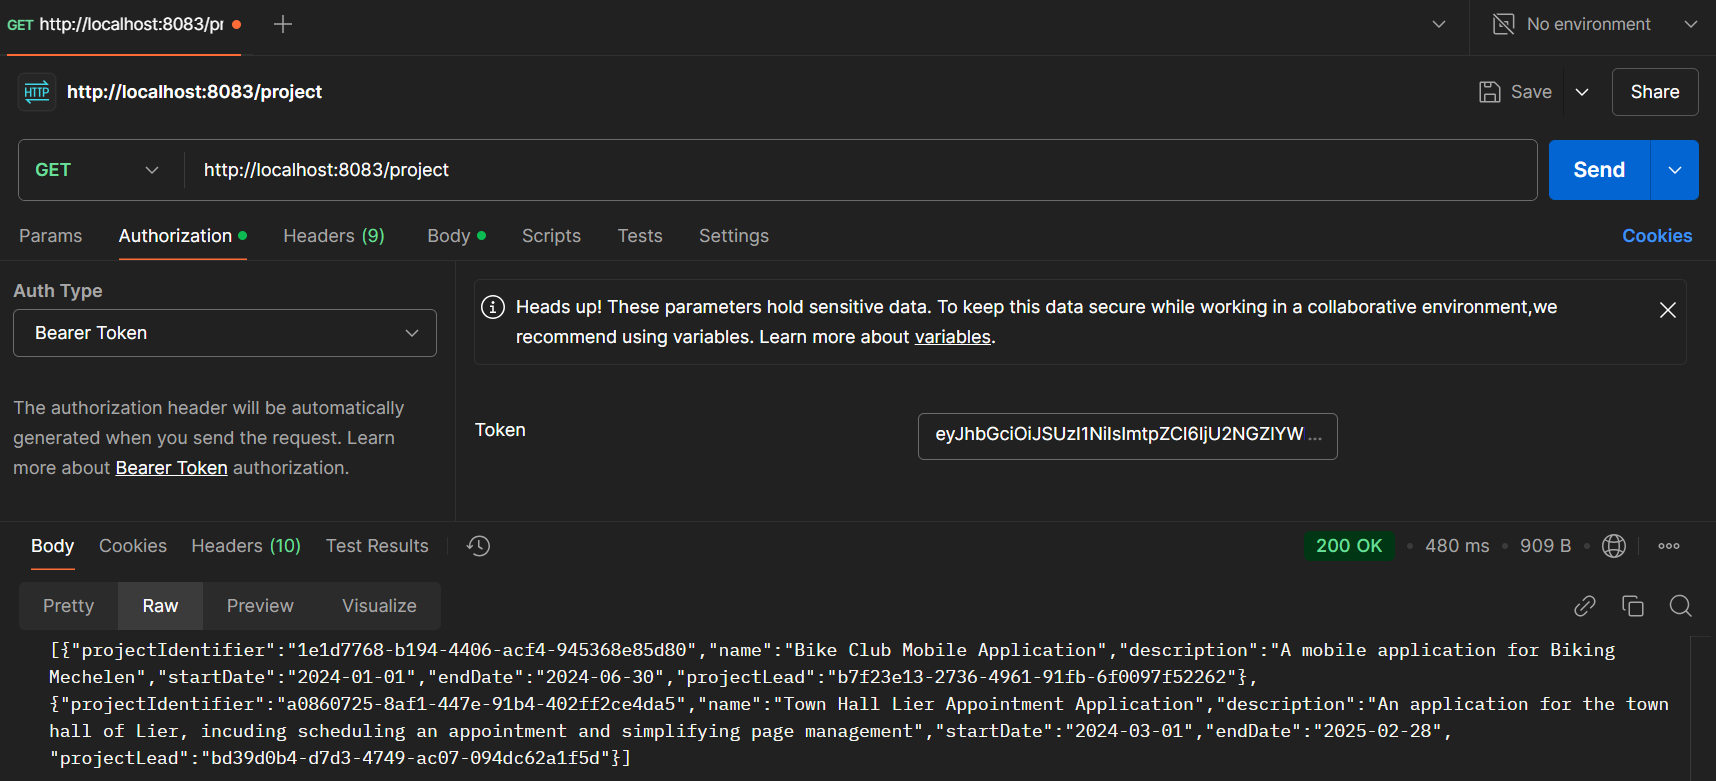 GET http://localhost:8083/pr
No environment
HTTP http://localhost:8083/project
Save
Share
GET http://localhost:8083/project
Send
Params Authorization Headers (9) Body Scripts Tests Settings Cookies
Auth Type
Bearer Token
The authorization header will be automatically
generated when you send the request. Learn
more about Bearer Token authorization.
Heads up! These parameters hold sensitive data. To keep this data secure while working in a collaborative environment,we
recommend using variables. Learn more about variables.
Token
eyJhbGciOiJSUzI1NiIsImtpZCI6IjU2NGZlYW...
Body Cookies Headers (10) Test Results
200 OK • 480 ms • 909 B
Pretty Raw Preview Visualize
[{"projectIdentifier":"1e1d7768-b194-4406-acf4-945368e85d80","name":"Bike Club Mobile Application","description":"A mobile application for Biking
Mechelen","startDate":"2024-01-01","endDate":"2024-06-30","projectLead":"b7f23e13-2736-4961-91fb-6f0097f52262"},
{"projectIdentifier":"a0860725-8af1-447e-91b4-402ff2ce4da5","name":"Town Hall Lier Appointment Application","description":"An application for the town
hall of Lier, incuding scheduling an appointment and simplifying page management","startDate":"2024-03-01","endDate":"2025-02-28",
"projectLead":"bd39d0b4-d7d3-4749-ac07-094dc62a1f5d"}]